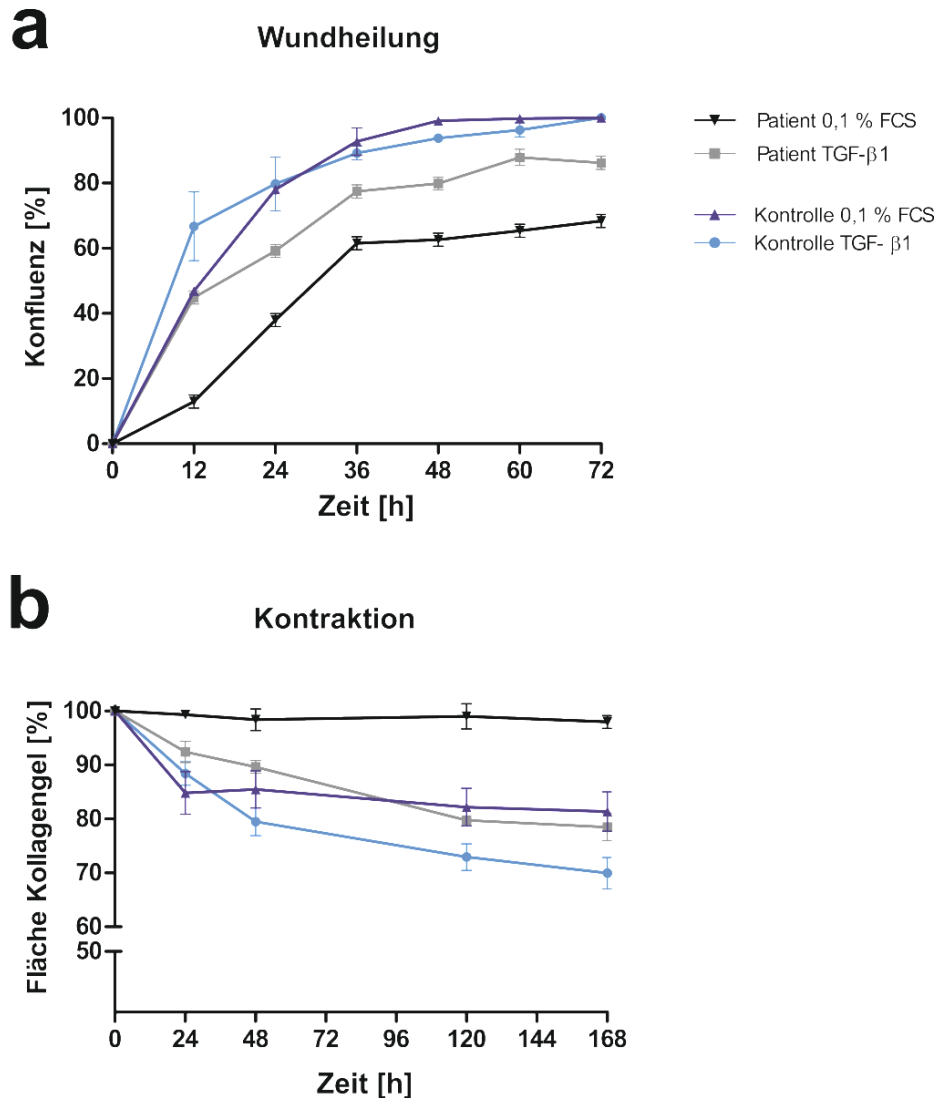 a
Wundheilung
Konfluenz [%]
100
80
60
40
20
0
0 12 24 36 48 60 72
Zeit [h]
Patient 0,1 % FCS
Patient TGF-β1
Kontrolle 0,1 % FCS
Kontrolle TGF- β1
b
Kontraktion
Fläche Kollagengel [%]
100
90
80
70
60
50
0 24 48 72 96 120 144 168
Zeit [h]